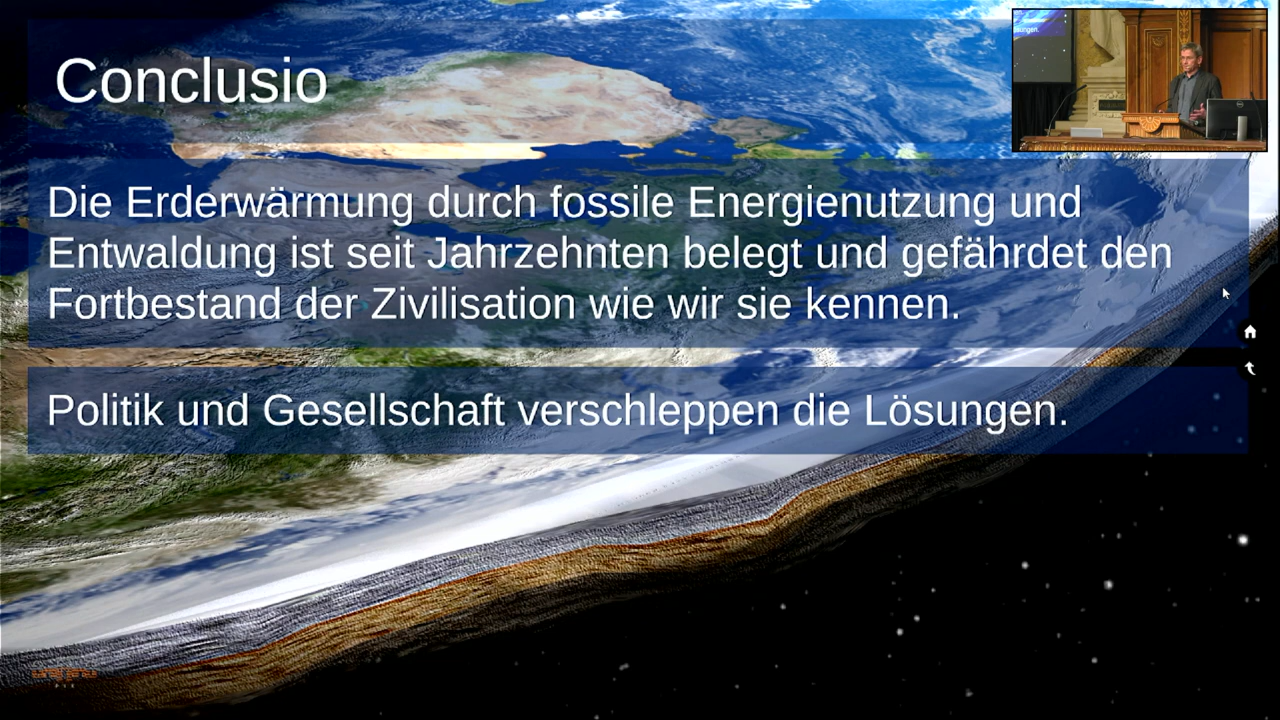 Conclusio
Die Erderwärmung durch fossile Energienutzung und
Entwaldung ist seit Jahrzehnten belegt und gefährdet den
Fortbestand der Zivilisation wie wir sie kennen.
Politik und Gesellschaft verschleppen die Lösungen.